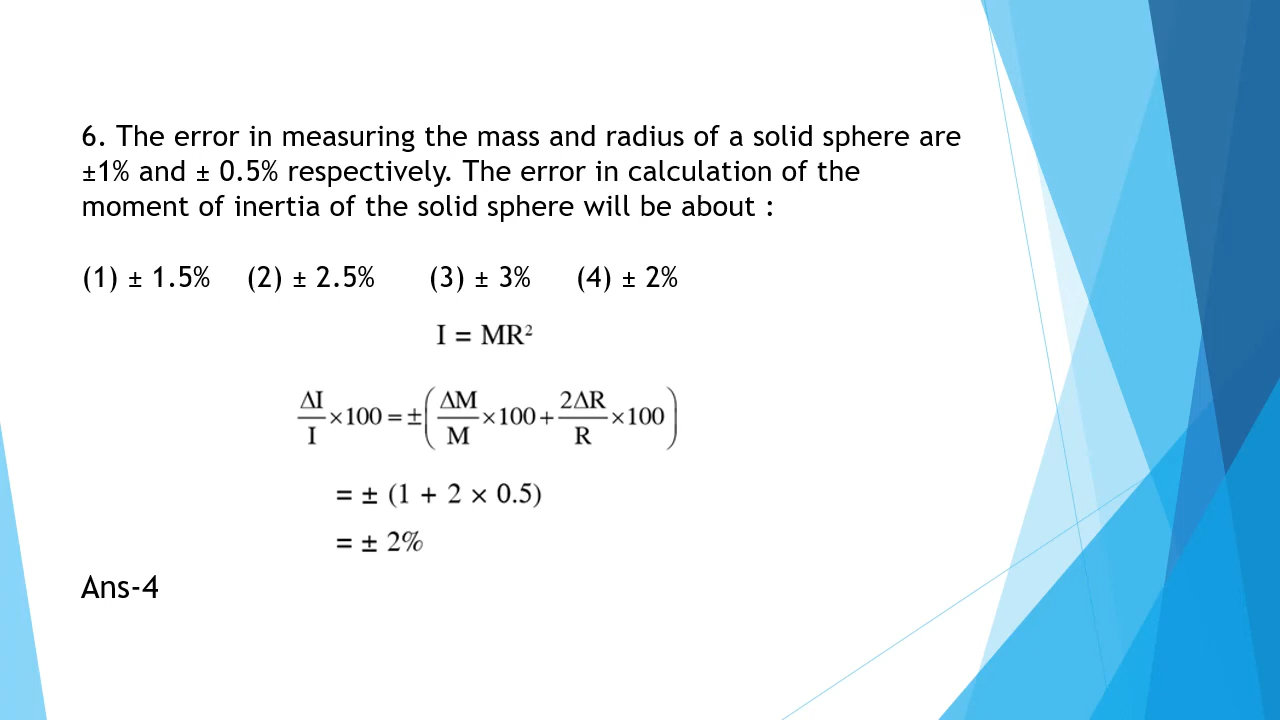 6. The error in measuring the mass and radius of a solid sphere are
±1% and ± 0.5% respectively. The error in calculation of the
moment of inertia of the solid sphere will be about :
(1) ± 1.5% (2) ± 2.5% (3) ± 3% (4) ± 2%
I = MR²
ΔI/I ×100 = ±(ΔM/M ×100 + 2ΔR/R ×100)
= ± (1 + 2 × 0.5)
= ± 2%
Ans-4